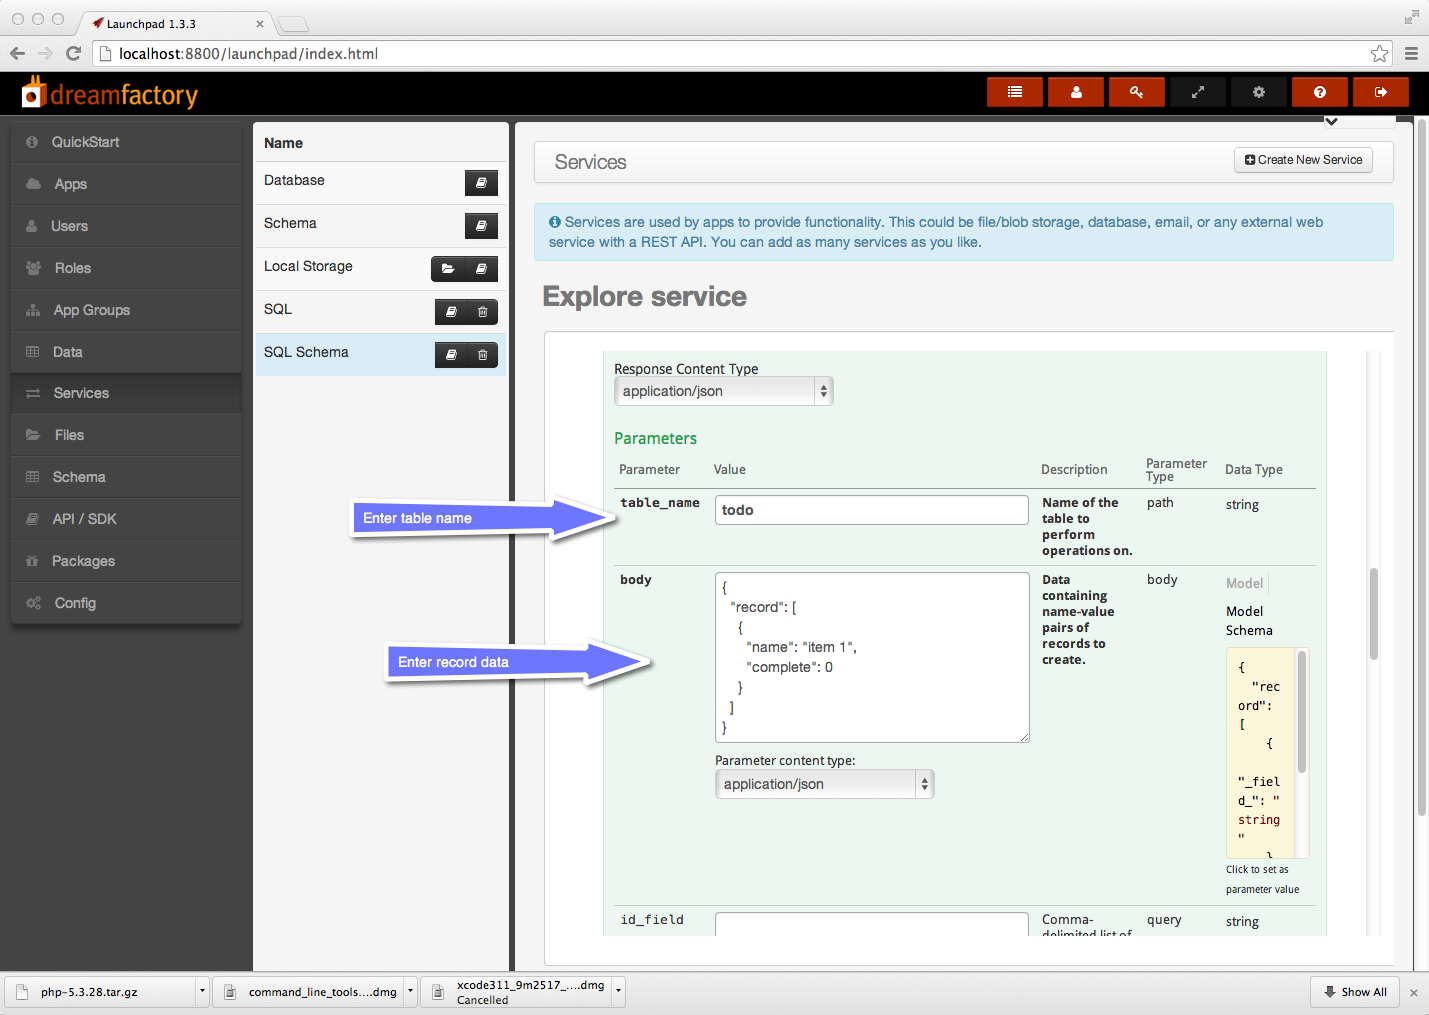 Launchpad 1.3.3
localhost:8800/launchpad/index.html
dreamfactory
QuickStart
Apps
Users
Roles
App Groups
Data
Services
Files
Schema
API / SDK
Packages
Config
Name
Database
Schema
Local Storage
SQL
SQL Schema
Services
Create New Service
Services are used by apps to provide functionality. This could be file/blob storage, database, email, or any external web
service with a REST API. You can add as many services as you like.
Explore service
Response Content Type
application/json
Parameters
Parameter Value Description Parameter Type Data Type
Enter table name
table_name
todo
Name of the
table to
perform
operations on.
path
string
Enter record data
body
{
"record": [
{
"name": "item 1",
"complete": 0
}
]
}
Parameter content type:
application/json
Data
containing
name-value
pairs of
records to
create.
body
Model
Model
Schema
{
"rec
ord":
[
{
"_fiel
d_": "
string
"
}
Click to set as
parameter value
id_field
Comma-
delimited list of
query
string
php-5.3.28.tar.gz
command_line_tools....dmg
xcode311_9m2517_....dmg
Cancelled
Show All